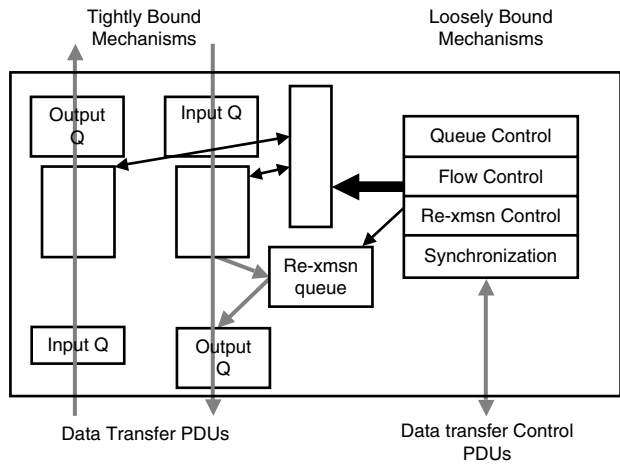 Tightly Bound
Mechanisms
Loosely Bound
Mechanisms
Output
Q
Input Q
Queue Control
Flow Control
Re-xmsn Control
Synchronization
Re-xmsn
queue
Input Q
Output
Q
Data Transfer PDUs
Data transfer Control
PDUs